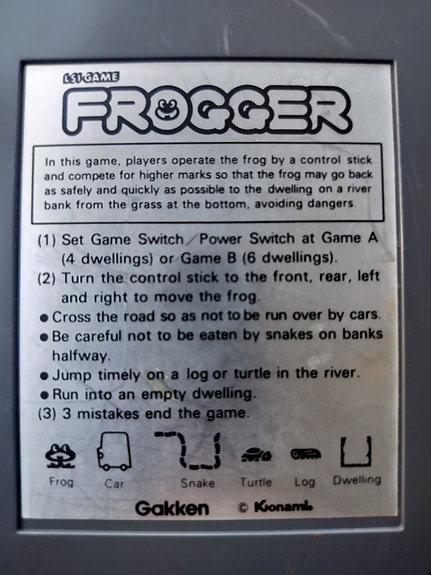 LSI-GAME
FROGGER
In this game, players operate the frog by a control stick
and compete for higher marks so that the frog may go back
as safely and quickly as possible to the dwelling on a river
bank from the grass at the bottom, avoiding dangers.
(1) Set Game Switch/Power Switch at Game A
(4 dwellings) or Game B (6 dwellings).
(2) Turn the control stick to the front, rear, left
and right to move the frog.
● Cross the road so as not to be run over by cars.
● Be careful not to be eaten by snakes on banks
halfway.
● Jump timely on a log or turtle in the river.
● Run into an empty dwelling.
(3) 3 mistakes end the game.
Frog Car Snake Turtle Log Dwelling
Gakken © Konami